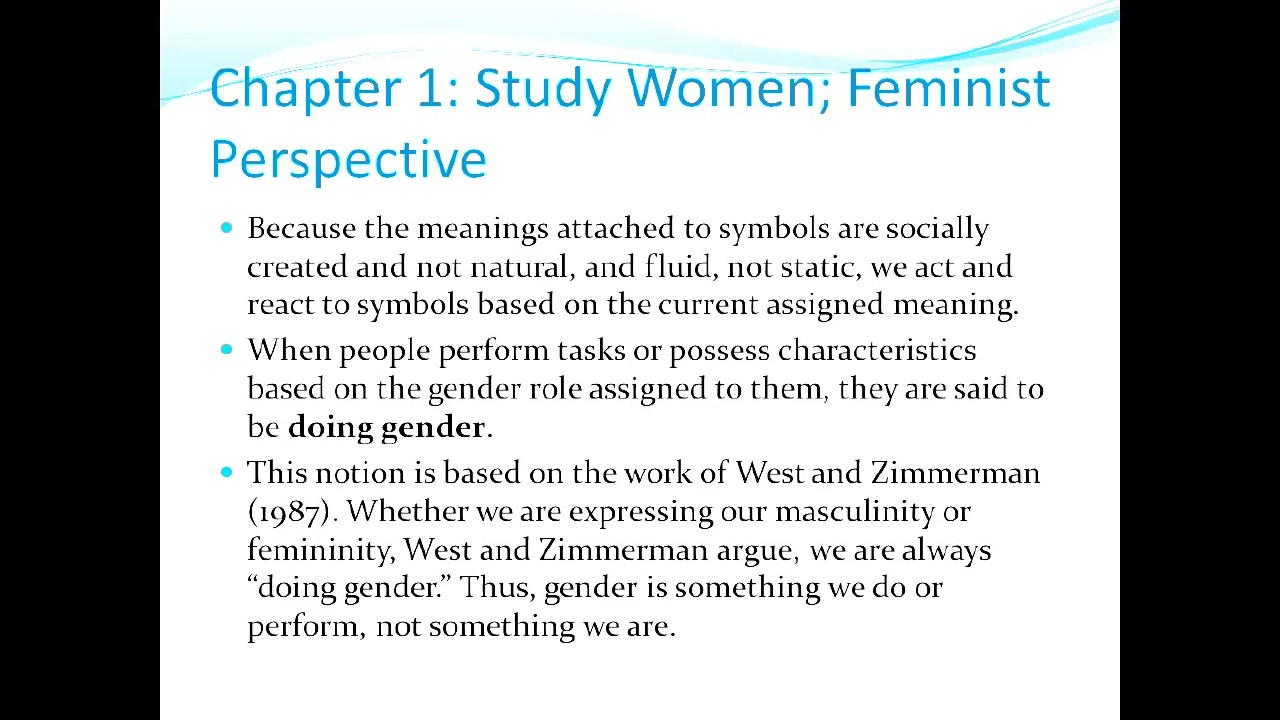 Chapter 1: Study Women; Feminist
Perspective
• Because the meanings attached to symbols are socially
created and not natural, and fluid, not static, we act and
react to symbols based on the current assigned meaning.
• When people perform tasks or possess characteristics
based on the gender role assigned to them, they are said to
be doing gender.
• This notion is based on the work of West and Zimmerman
(1987). Whether we are expressing our masculinity or
femininity, West and Zimmerman argue, we are always
“doing gender.” Thus, gender is something we do or
perform, not something we are.